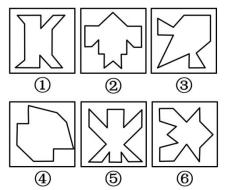 ① ② ③
④ ⑤ ⑥